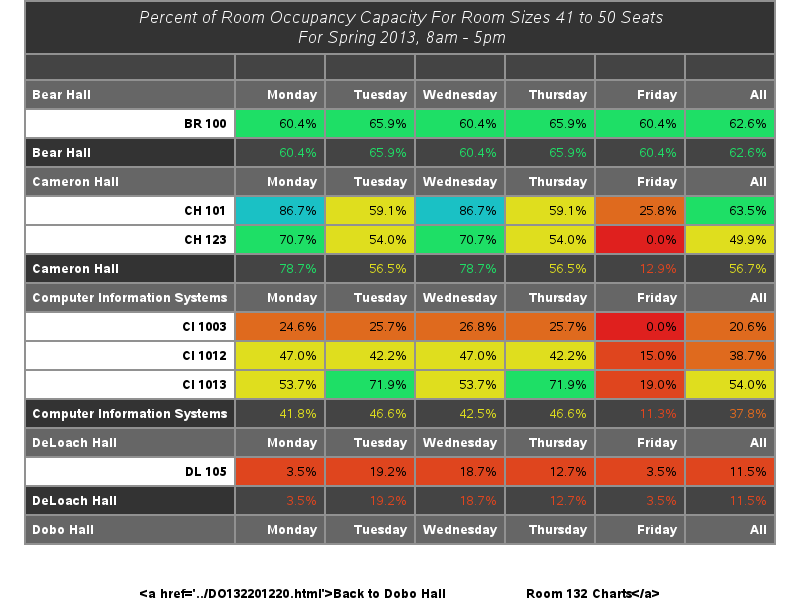 Percent of Room Occupancy Capacity For Room Sizes 41 to 50 Seats
For Spring 2013, 8am - 5pm
Bear Hall Monday Tuesday Wednesday Thursday Friday All
BR 100 60.4% 65.9% 60.4% 65.9% 60.4% 62.6%
Bear Hall 60.4% 65.9% 60.4% 65.9% 60.4% 62.6%
Cameron Hall Monday Tuesday Wednesday Thursday Friday All
CH 101 86.7% 59.1% 86.7% 59.1% 25.8% 63.5%
CH 123 70.7% 54.0% 70.7% 54.0% 0.0% 49.9%
Cameron Hall 78.7% 56.5% 78.7% 56.5% 12.9% 56.7%
Computer Information Systems Monday Tuesday Wednesday Thursday Friday All
CI 1003 24.6% 25.7% 26.8% 25.7% 0.0% 20.6%
CI 1012 47.0% 42.2% 47.0% 42.2% 15.0% 38.7%
CI 1013 53.7% 71.9% 53.7% 71.9% 19.0% 54.0%
Computer Information Systems 41.8% 46.6% 42.5% 46.6% 11.3% 37.8%
DeLoach Hall Monday Tuesday Wednesday Thursday Friday All
DL 105 3.5% 19.2% 18.7% 12.7% 3.5% 11.5%
DeLoach Hall 3.5% 19.2% 18.7% 12.7% 3.5% 11.5%
Dobo Hall Monday Tuesday Wednesday Thursday Friday All
<a href='../DO132201220.html'>Back to Dobo Hall Room 132 Charts</a>